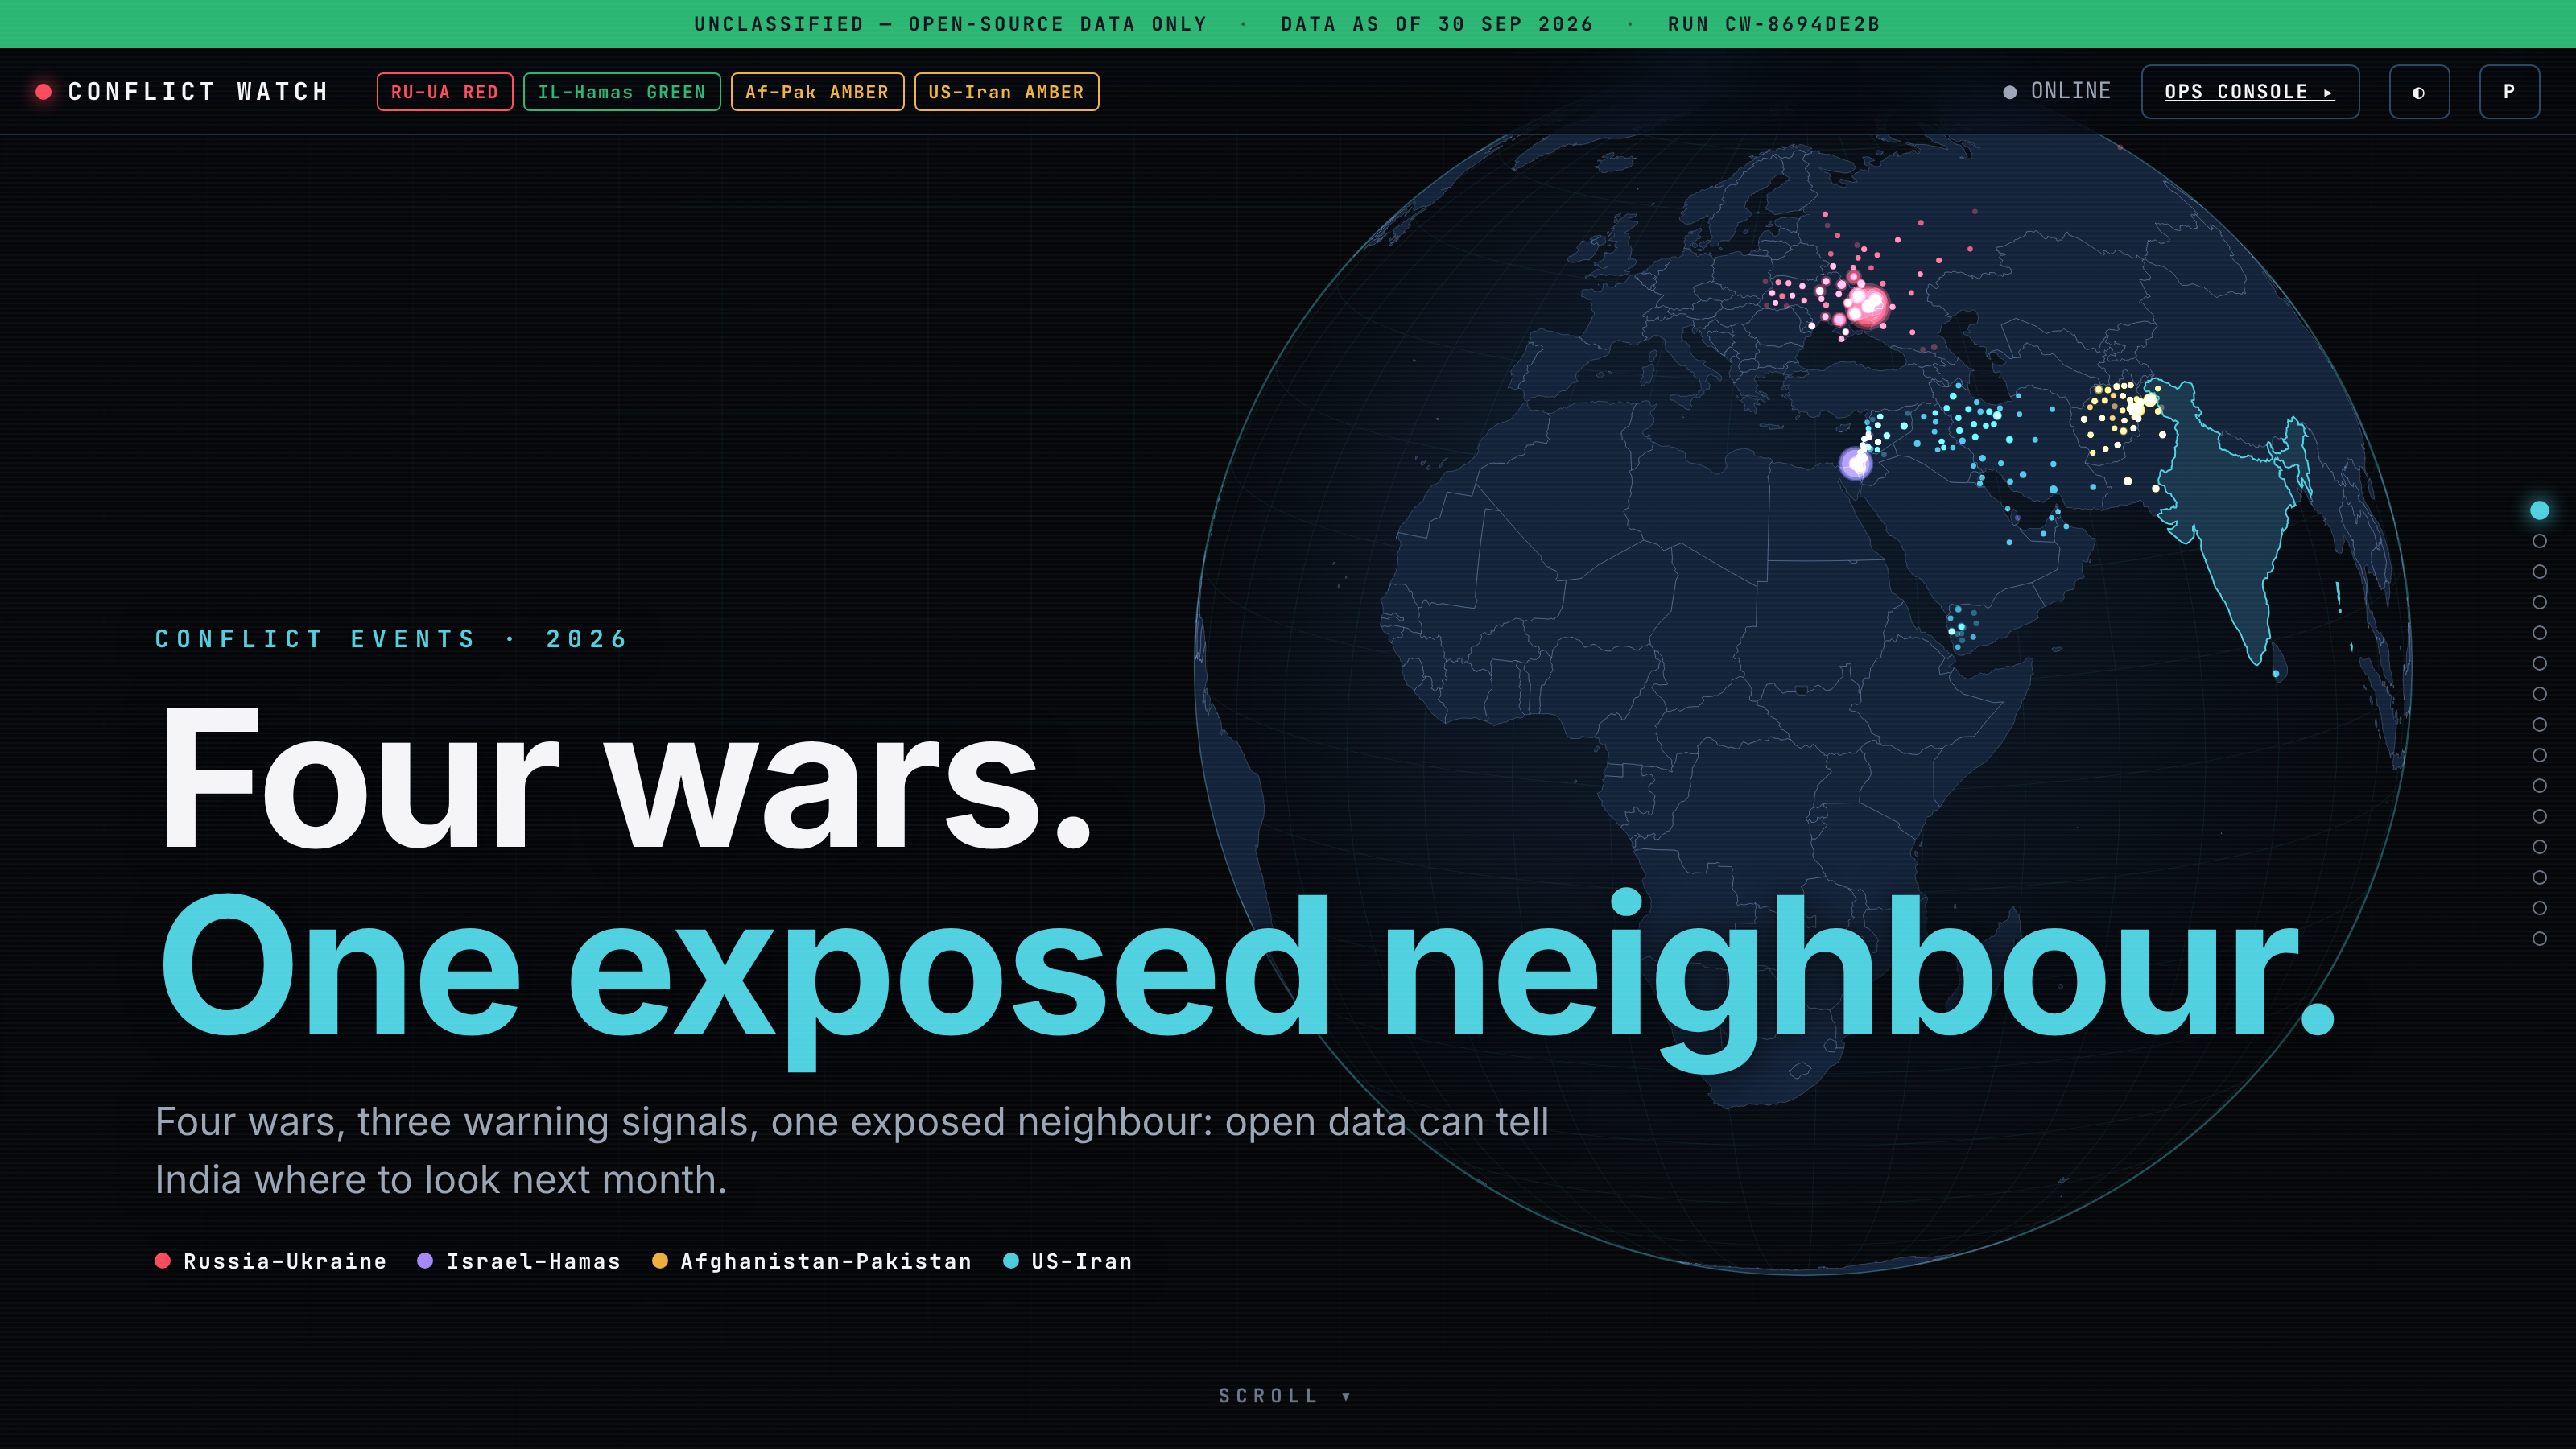 UNCLASSIFIED — OPEN-SOURCE DATA ONLY · DATA AS OF 30 SEP 2026 · RUN CW-8694DE2B
CONFLICT WATCH RU-UA RED IL-Hamas GREEN Af-Pak AMBER US-Iran AMBER ONLINE OPS CONSOLE ▸ ◐ P
CONFLICT EVENTS · 2026
Four wars.
One exposed neighbour.
Four wars, three warning signals, one exposed neighbour: open data can tell
India where to look next month.
Russia-Ukraine Israel-Hamas Afghanistan-Pakistan US-Iran
SCROLL ▾